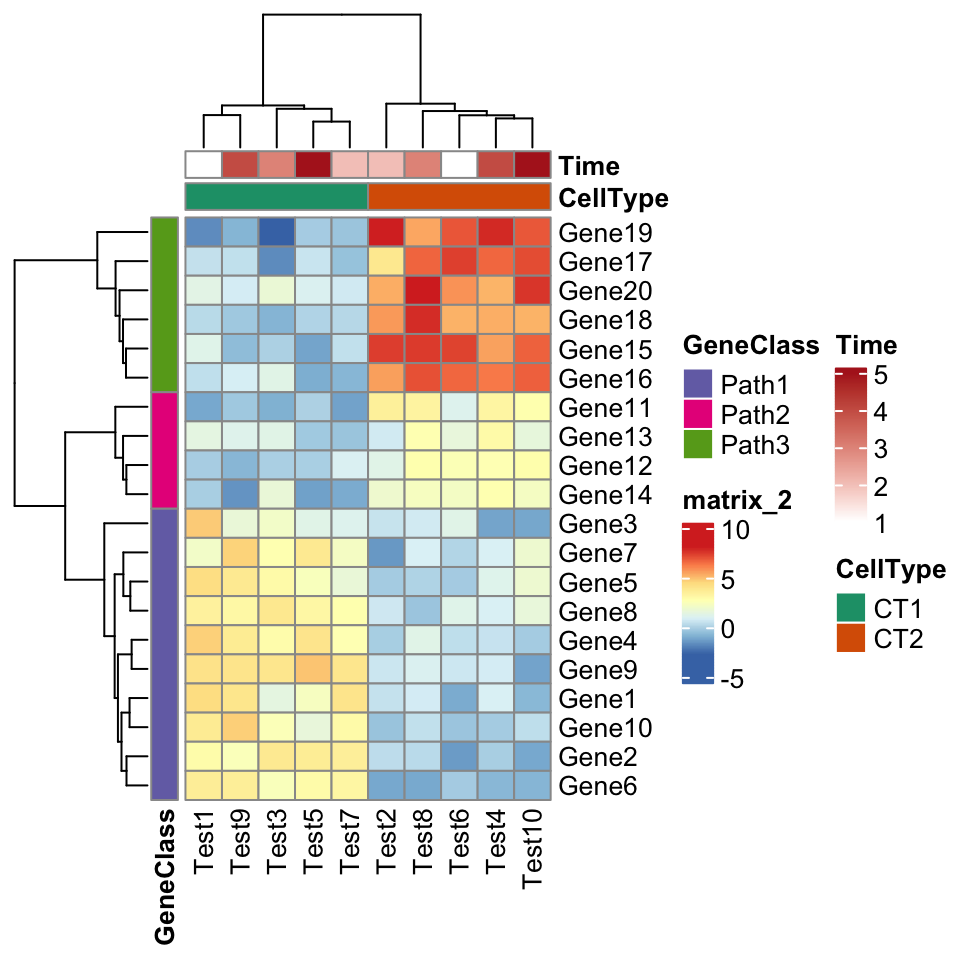 Time
CellType
Gene19
Gene17
Gene20
Gene18
Gene15
Gene16
Gene11
Gene13
Gene12
Gene14
Gene3
Gene7
Gene5
Gene8
Gene4
Gene9
Gene1
Gene10
Gene2
Gene6
GeneClass
Test1
Test9
Test3
Test5
Test7
Test2
Test8
Test6
Test4
Test10
GeneClass
Path1
Path2
Path3
matrix_2
10
5
0
-5
Time
5
4
3
2
1
CellType
CT1
CT2